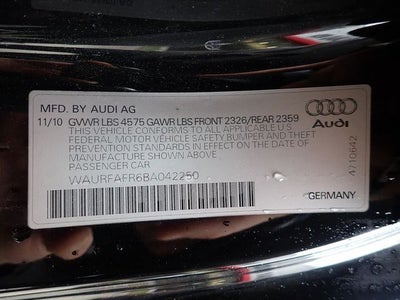 MFD. BY AUDI AG
11/10 GVWR LBS 4575 GAWR LBS FRONT 2326/REAR 2359
THIS VEHICLE CONFORMS TO ALL APPLICABLE U.S.
FEDERAL MOTOR VEHICLE SAFETY BUMPER AND THEFT
PREVENTION STANDARDS IN EFFECT ON THE DATE OF
MANUFACTURE SHOWN ABOVE
PASSENGER CAR
WAURFAFR6BA042250
Audi
4710642
GERMANY